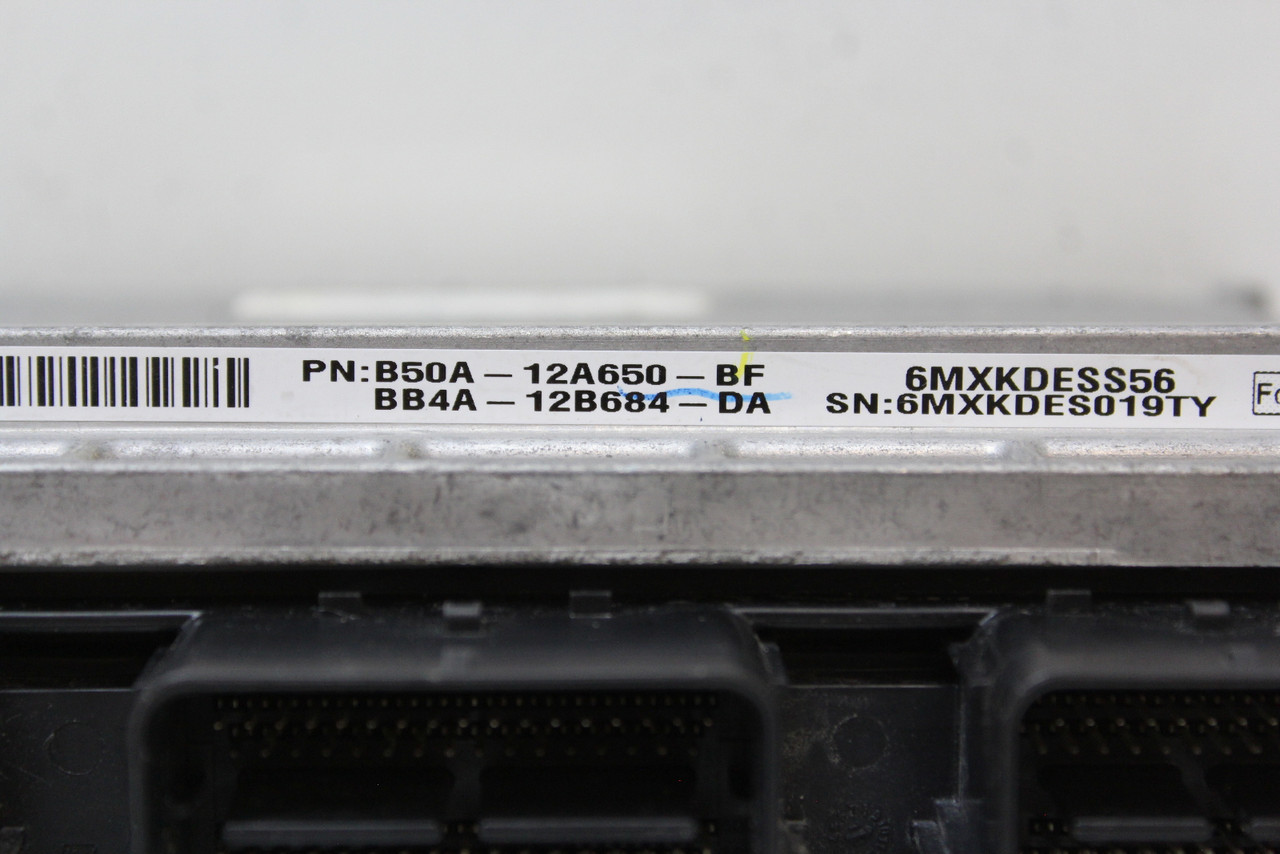 PN:B50A – 12A650 – BF
BB4A – 12B684 – DA
6MXKDESS56
SN:6MXKDES019TY